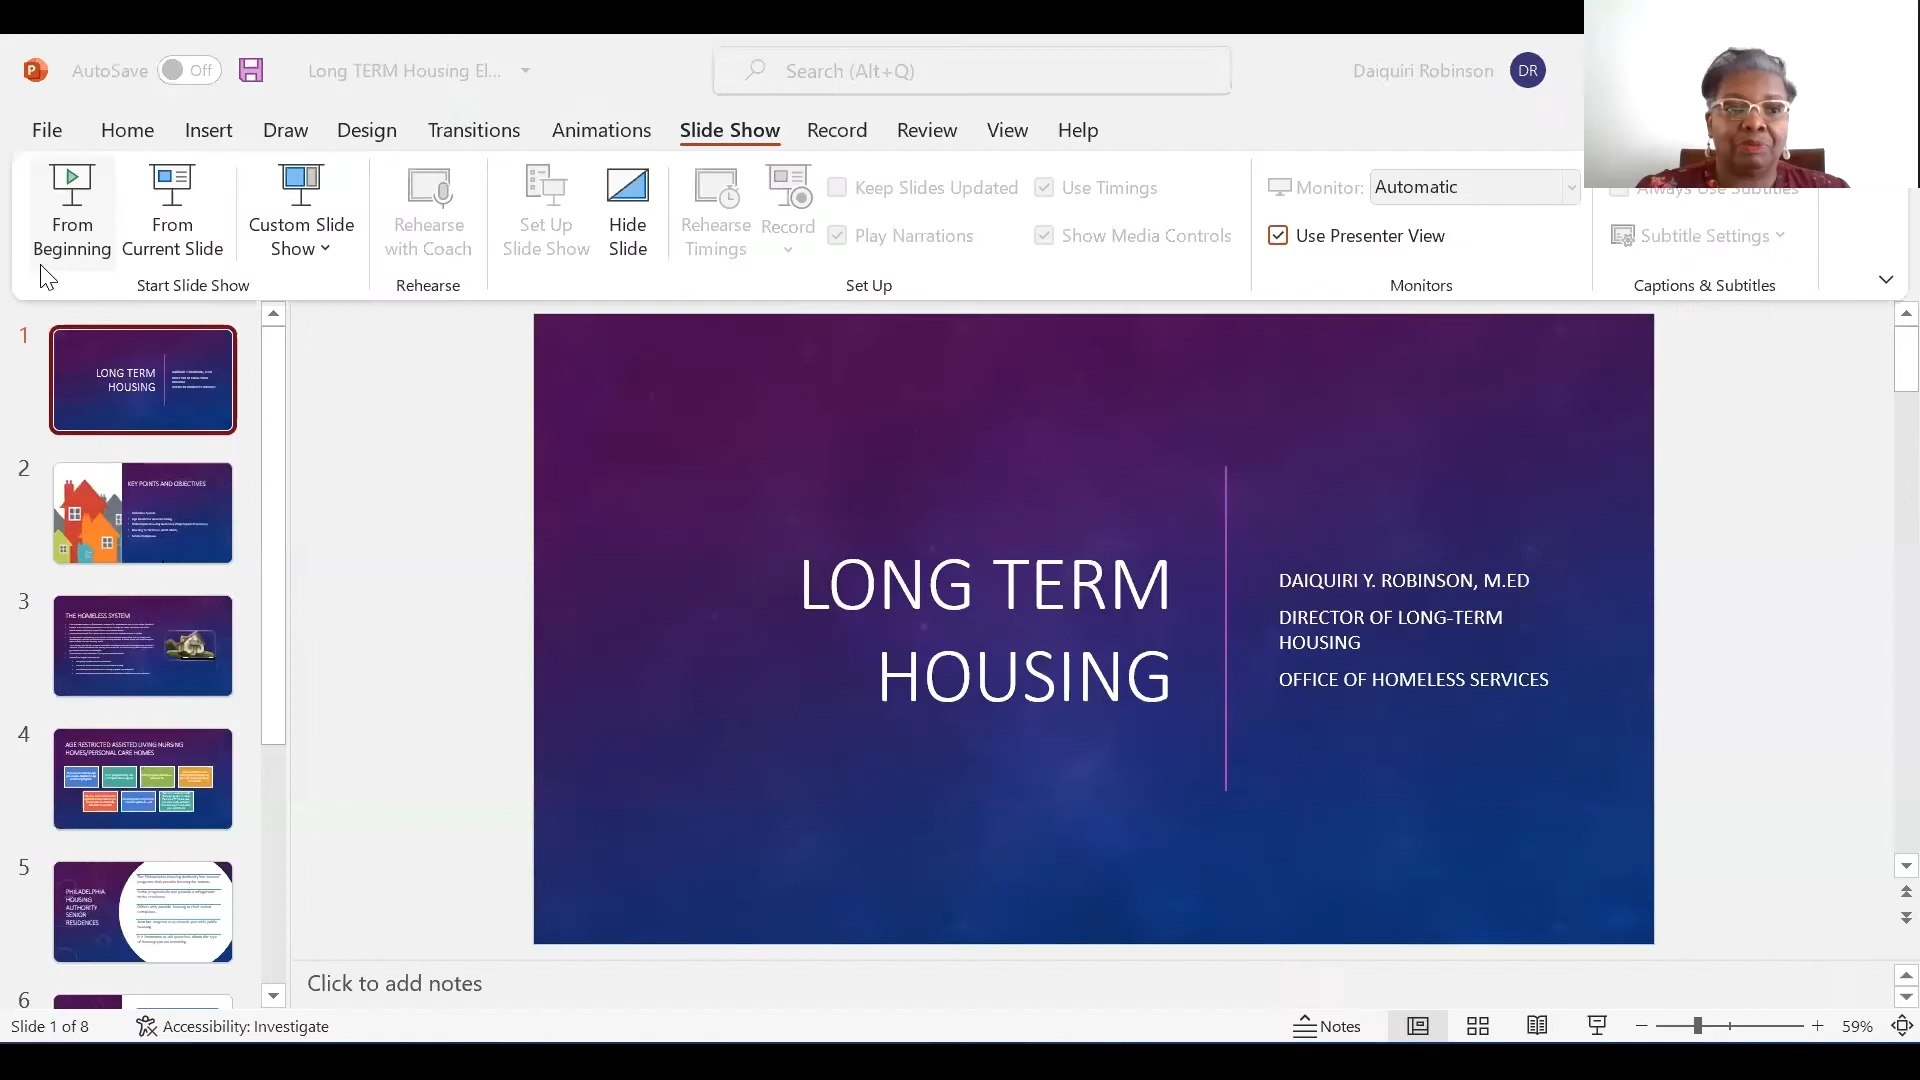 AutoSave Off Long TERM Housing El... Search (Alt+Q) Daiquiri Robinson DR
File Home Insert Draw Design Transitions Animations Slide Show Record Review View Help
From Beginning
From Current Slide
Custom Slide Show
Rehearse with Coach
Set Up Slide Show
Hide Slide
Rehearse Timings
Record
Keep Slides Updated
Play Narrations
Use Timings
Show Media Controls
Monitor: Automatic
Use Presenter View
Always Use Subtitles
Subtitle Settings
Start Slide Show Rehearse Set Up Monitors Captions & Subtitles
1
LONG TERM
HOUSING
2
KEY POINTS AND OBJECTIVES
3
THE HOMELESS SYSTEM
4
AGE RESTRICTED ASSISTED LIVING NURSING
HOMES/PERSONAL CARE HOMES
5
PHILADELPHIA
HOUSING
AUTHORITY
SENIOR
RESIDENCES
6
LONG TERM
HOUSING
DAIQUIRI Y. ROBINSON, M.ED
DIRECTOR OF LONG-TERM
HOUSING
OFFICE OF HOMELESS SERVICES
Click to add notes
Slide 1 of 8 Accessibility: Investigate Notes 59%